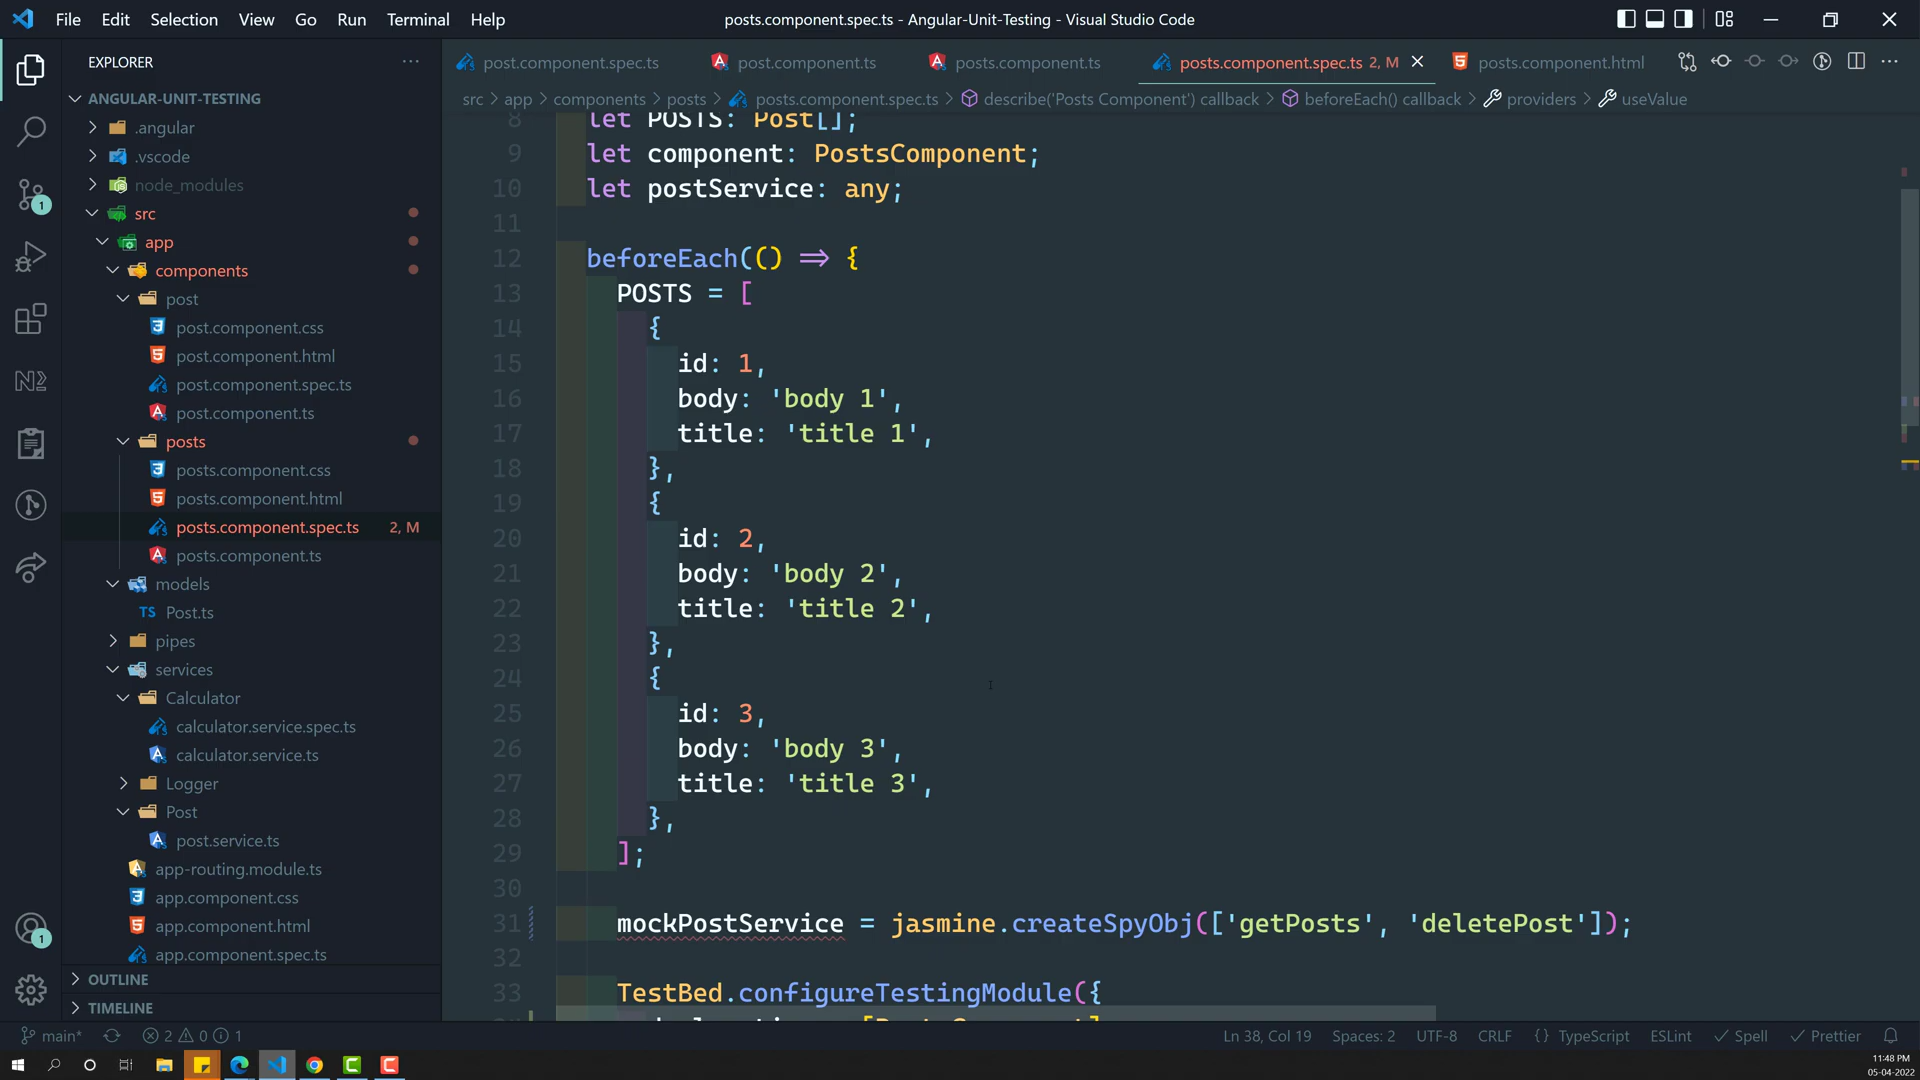 File Edit Selection View Go Run Terminal Help
posts.component.spec.ts - Angular-Unit-Testing - Visual Studio Code
EXPLORER
ANGULAR-UNIT-TESTING
.angular
.vscode
node_modules
src
app
components
post
post.component.css
post.component.html
post.component.spec.ts
post.component.ts
posts
posts.component.css
posts.component.html
posts.component.spec.ts 2, M
posts.component.ts
models
TS Post.ts
pipes
services
Calculator
calculator.service.spec.ts
calculator.service.ts
Logger
Post
post.service.ts
app-routing.module.ts
app.component.css
app.component.html
app.component.spec.ts
OUTLINE
TIMELINE
1
1
post.component.spec.ts
post.component.ts
posts.component.ts
posts.component.spec.ts 2, M
posts.component.html
src > app > components > posts > posts.component.spec.ts > describe('Posts Component') callback > beforeEach() callback > providers > useValue
8 let POSTS: Post[];
9 let component: PostsComponent;
10 let postService: any;
11
12 beforeEach(() => {
13 POSTS = [
14 {
15 id: 1,
16 body: 'body 1',
17 title: 'title 1',
18 },
19 {
20 id: 2,
21 body: 'body 2',
22 title: 'title 2',
23 },
24 {
25 id: 3,
26 body: 'body 3',
27 title: 'title 3',
28 },
29 ];
30
31 mockPostService = jasmine.createSpyObj(['getPosts', 'deletePost']);
32
33 TestBed.configureTestingModule({
main* 2 0 1
Ln 38, Col 19 Spaces: 2 UTF-8 CRLF {} TypeScript ESLint Spell Prettier
11:48 PM
05-04-2022